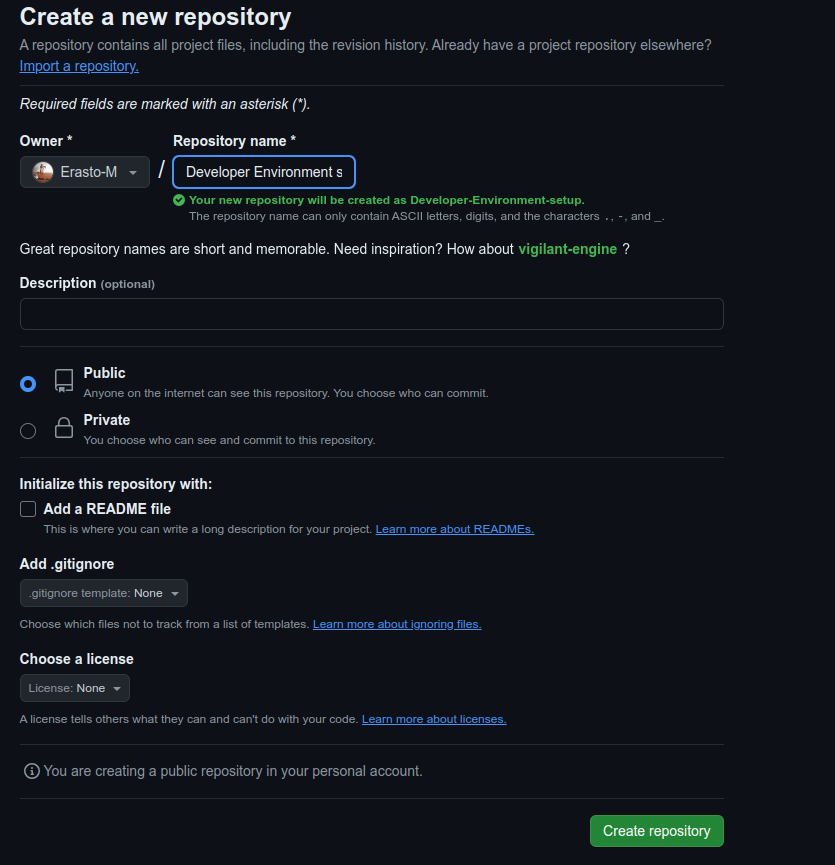 Create a new repository
A repository contains all project files, including the revision history. Already have a project repository elsewhere?
Import a repository.
Required fields are marked with an asterisk (*).
Owner * Repository name *
Erasto-M / Developer Environment s
Your new repository will be created as Developer-Environment-setup.
The repository name can only contain ASCII letters, digits, and the characters ., -, and _.
Great repository names are short and memorable. Need inspiration? How about vigilant-engine ?
Description (optional)
Public
Anyone on the internet can see this repository. You choose who can commit.
Private
You choose who can see and commit to this repository.
Initialize this repository with:
Add a README file
This is where you can write a long description for your project. Learn more about READMEs.
Add .gitignore
.gitignore template: None
Choose which files not to track from a list of templates. Learn more about ignoring files.
Choose a license
License: None
A license tells others what they can and can't do with your code. Learn more about licenses.
You are creating a public repository in your personal account.
Create repository